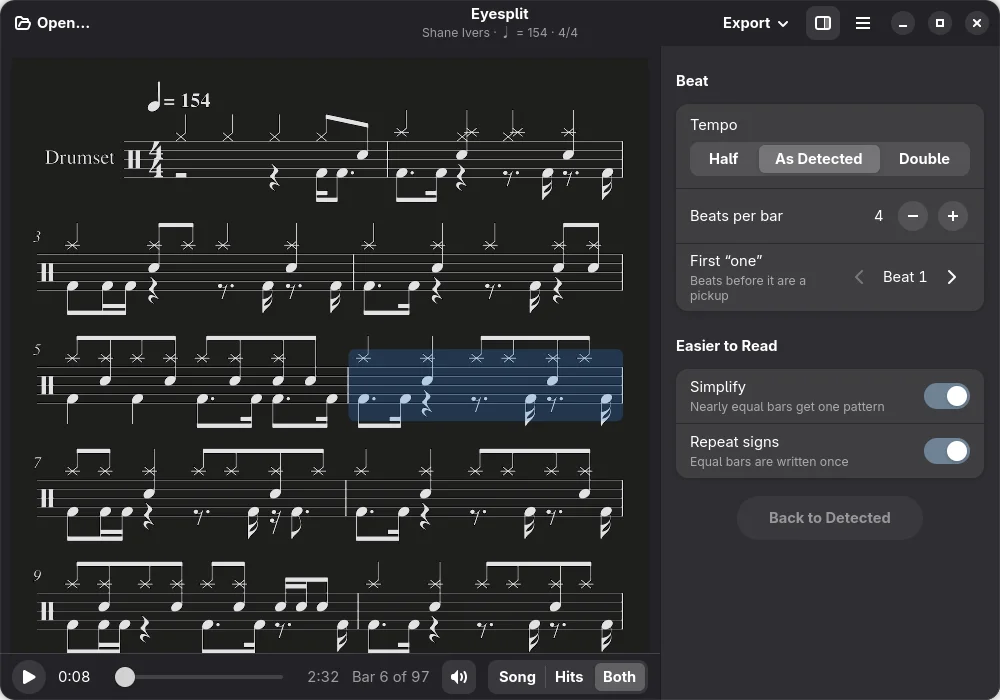 Open...
Eyesplit
Shane Ivers · ♩ = 154 · 4/4
Export
♩ = 154
Drumset
4
4
3
5
7
9
Beat
Tempo
Half
As Detected
Double
Beats per bar
4
First “one”
Beats before it are a
pickup
Beat 1
Easier to Read
Simplify
Nearly equal bars get one pattern
Repeat signs
Equal bars are written once
Back to Detected
0:08
2:32
Bar 6 of 97
Song
Hits
Both